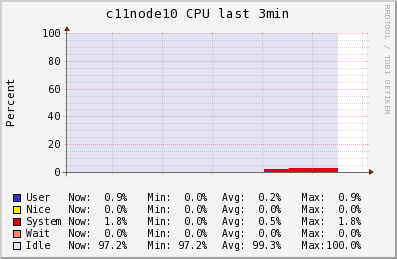 c11node10 CPU last 3min
RRDTOOL / TOBI OETIKER
Percent
100
80
60
40
20
0
User Now: 0.9% Min: 0.0% Avg: 0.2% Max: 0.9%
Nice Now: 0.0% Min: 0.0% Avg: 0.0% Max: 0.0%
System Now: 1.8% Min: 0.0% Avg: 0.5% Max: 1.8%
Wait Now: 0.0% Min: 0.0% Avg: 0.0% Max: 0.0%
Idle Now: 97.2% Min: 97.2% Avg: 99.3% Max:100.0%